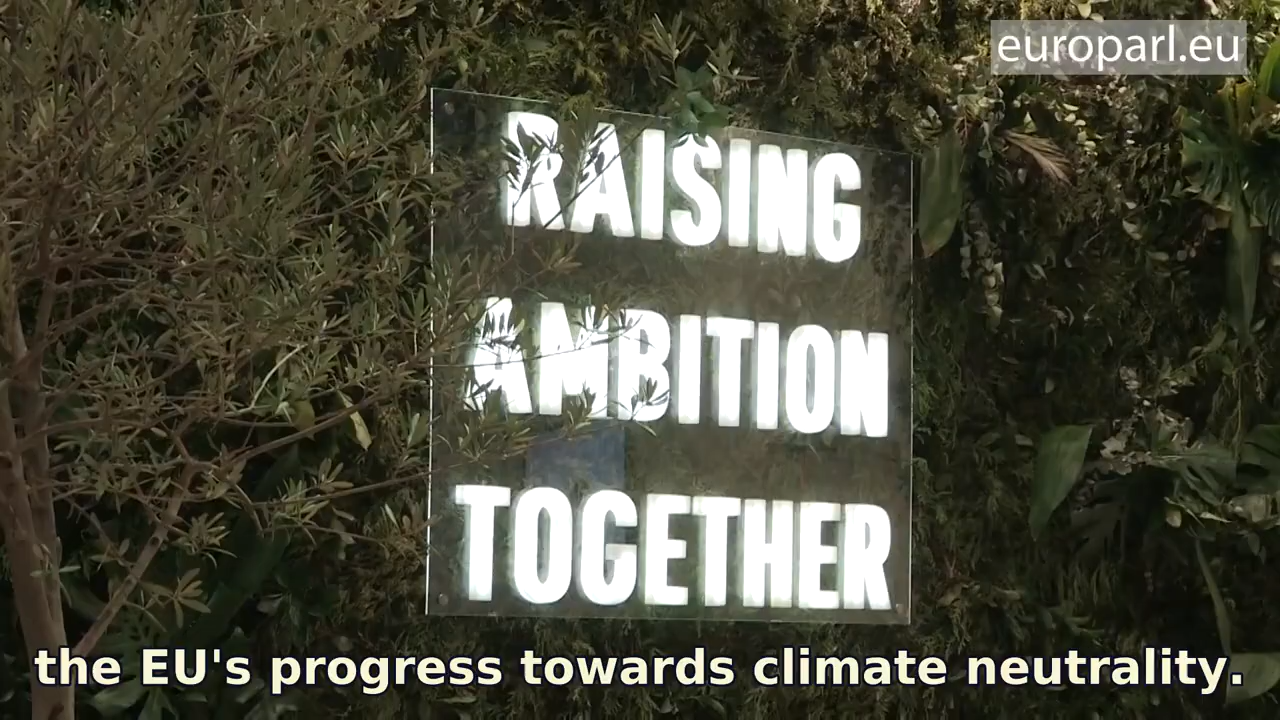 europarl.eu
RAISING
AMBITION
TOGETHER
the EU's progress towards climate neutrality.